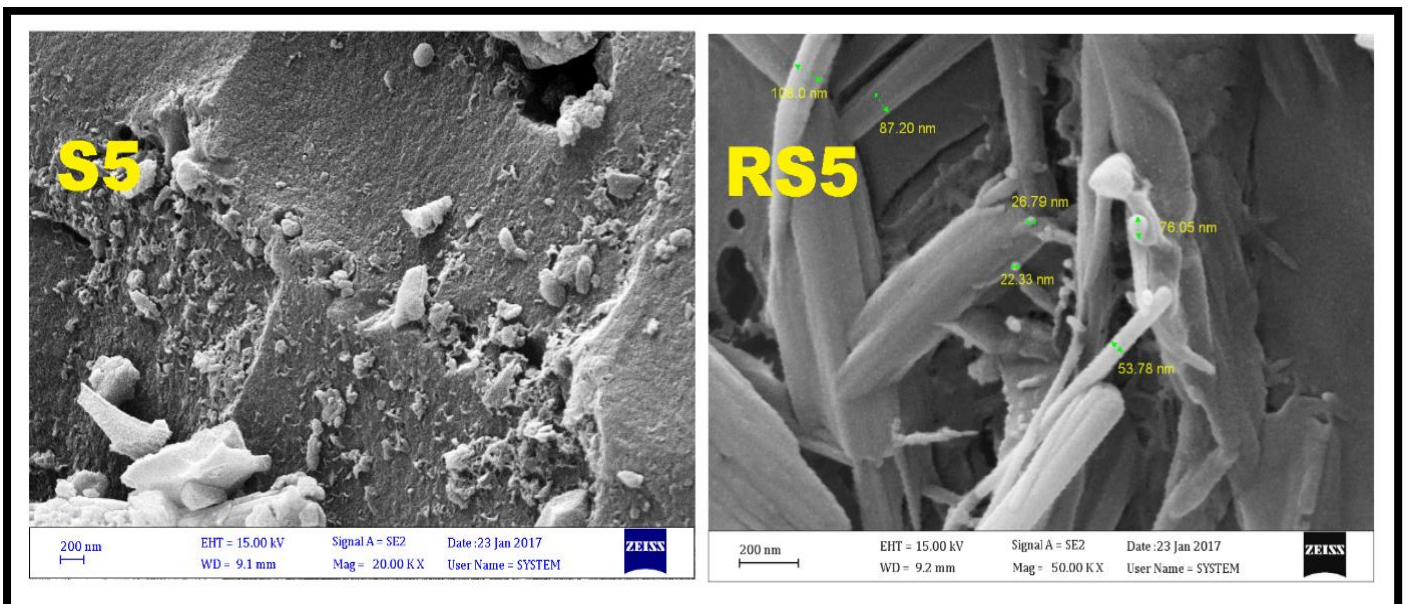 S5
200 nm
EHT = 15.00 kV
WD = 9.1 mm
Signal A = SE2
Mag = 20.00 K X
Date :23 Jan 2017
User Name = SYSTEM
ZEISS
RS5
108.0 nm
87.20 nm
26.79 nm
76.05 nm
22.33 nm
53.78 nm
200 nm
EHT = 15.00 kV
WD = 9.2 mm
Signal A = SE2
Mag = 50.00 K X
Date :23 Jan 2017
User Name = SYSTEM
ZEISS